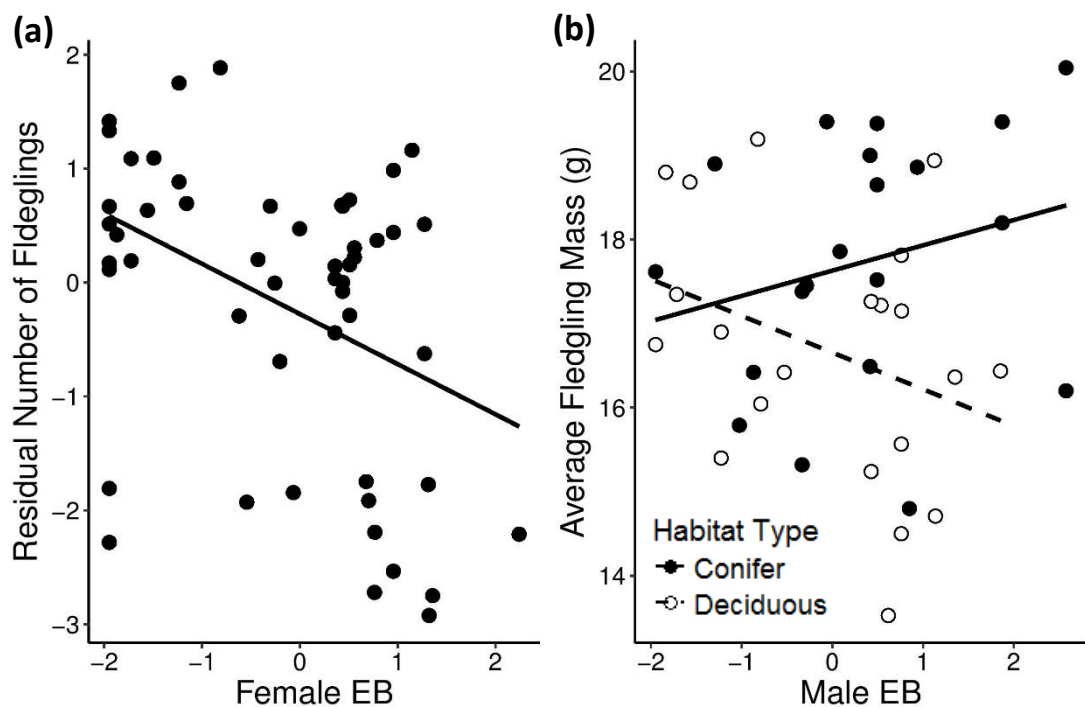 (a)
Residual Number of Fldeglings
2
1
0
−1
−2
−3
−2
−1
0
1
2
Female EB
(b)
Average Fledgling Mass (g)
20
18
16
14
Habitat Type
Conifer
Deciduous
−2
−1
0
1
2
Male EB